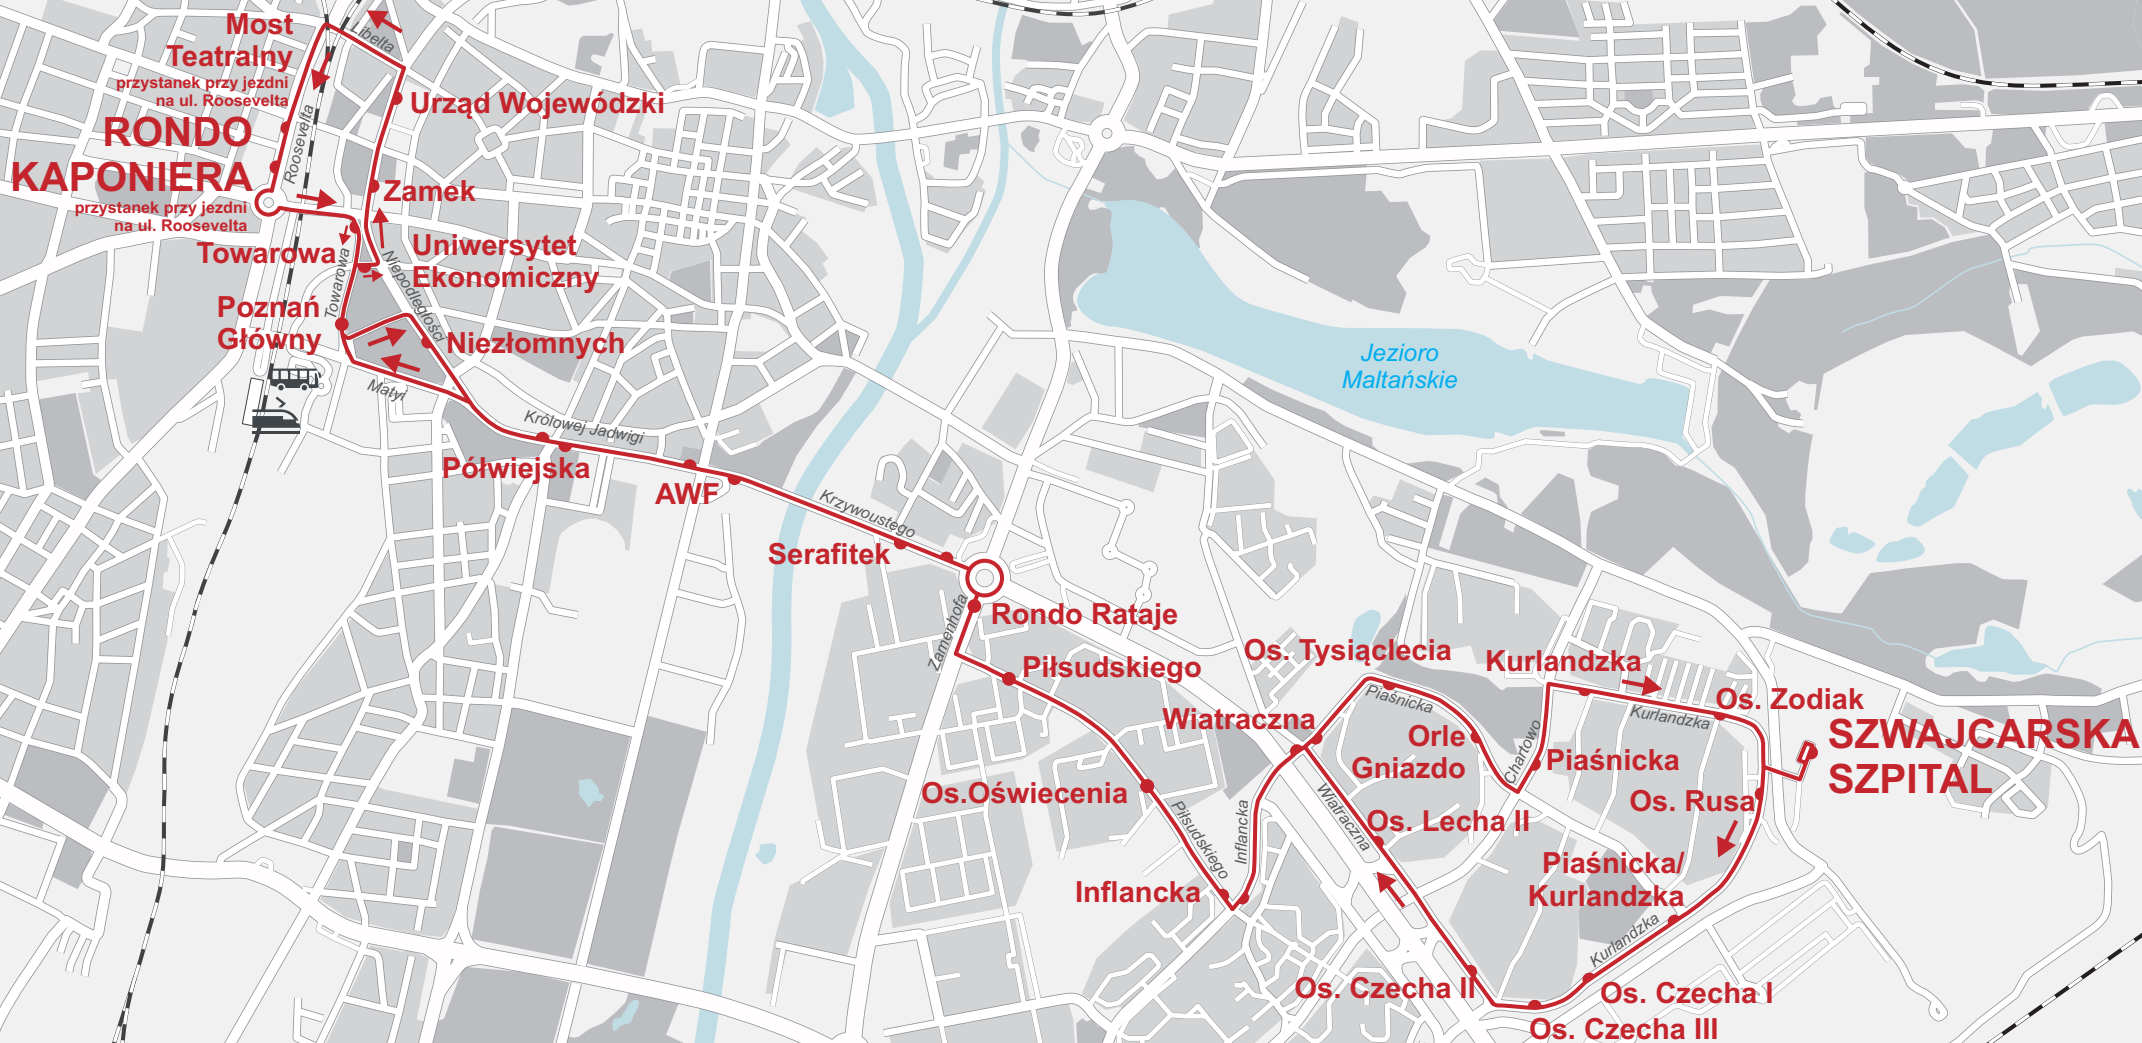 Most
Teatralny
przystanek przy jezdni
na ul. Roosevelta
RONDO
KAPONIERA
przystanek przy jezdni
na ul. Roosevelta
Libelta
Roosevelta
Urząd Wojewódzki
Zamek
Towarowa
Uniwersytet
Ekonomiczny
Towarowa
Niepodległości
Poznań
Główny
Niezłomnych
Matyi
Królowej Jadwigi
Półwiejska
AWF
Krzywoustego
Serafitek
Jezioro
Maltańskie
Zamenhofa
Rondo Rataje
Piłsudskiego
Os. Tysiąclecia
Kurlandzka
Piaśnicka
Wiatraczna
Kurlandzka
Os. Zodiak
SZWAJCARSKA
SZPITAL
Orle
Gniazdo
Chartowo
Piaśnicka
Os.Oświecenia
Piłsudskiego
Inflancka
Wiatraczna
Os. Lecha II
Os. Rusa
Piaśnicka/
Kurlandzka
Inflancka
Kurlandzka
Os. Czecha II
Os. Czecha I
Os. Czecha III